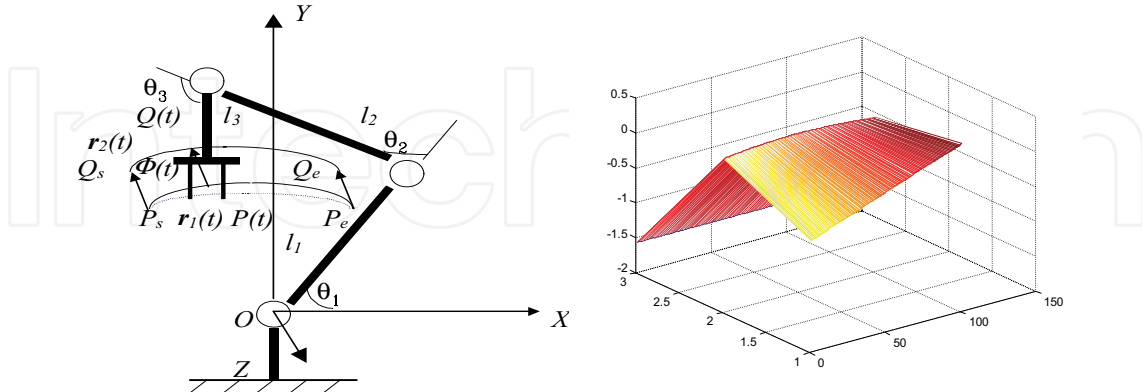 Y
θ3
Q(t)
l3
l2
r2(t)
θ2
Qs
Φ(t)
Qe
Ps
r1(t)
P(t)
Pe
l1
θ1
O
X
Z
0.5
0
-0.5
-1
-1.5
-2
3
2.5
2
1.5
1
0
50
100
150
InTech